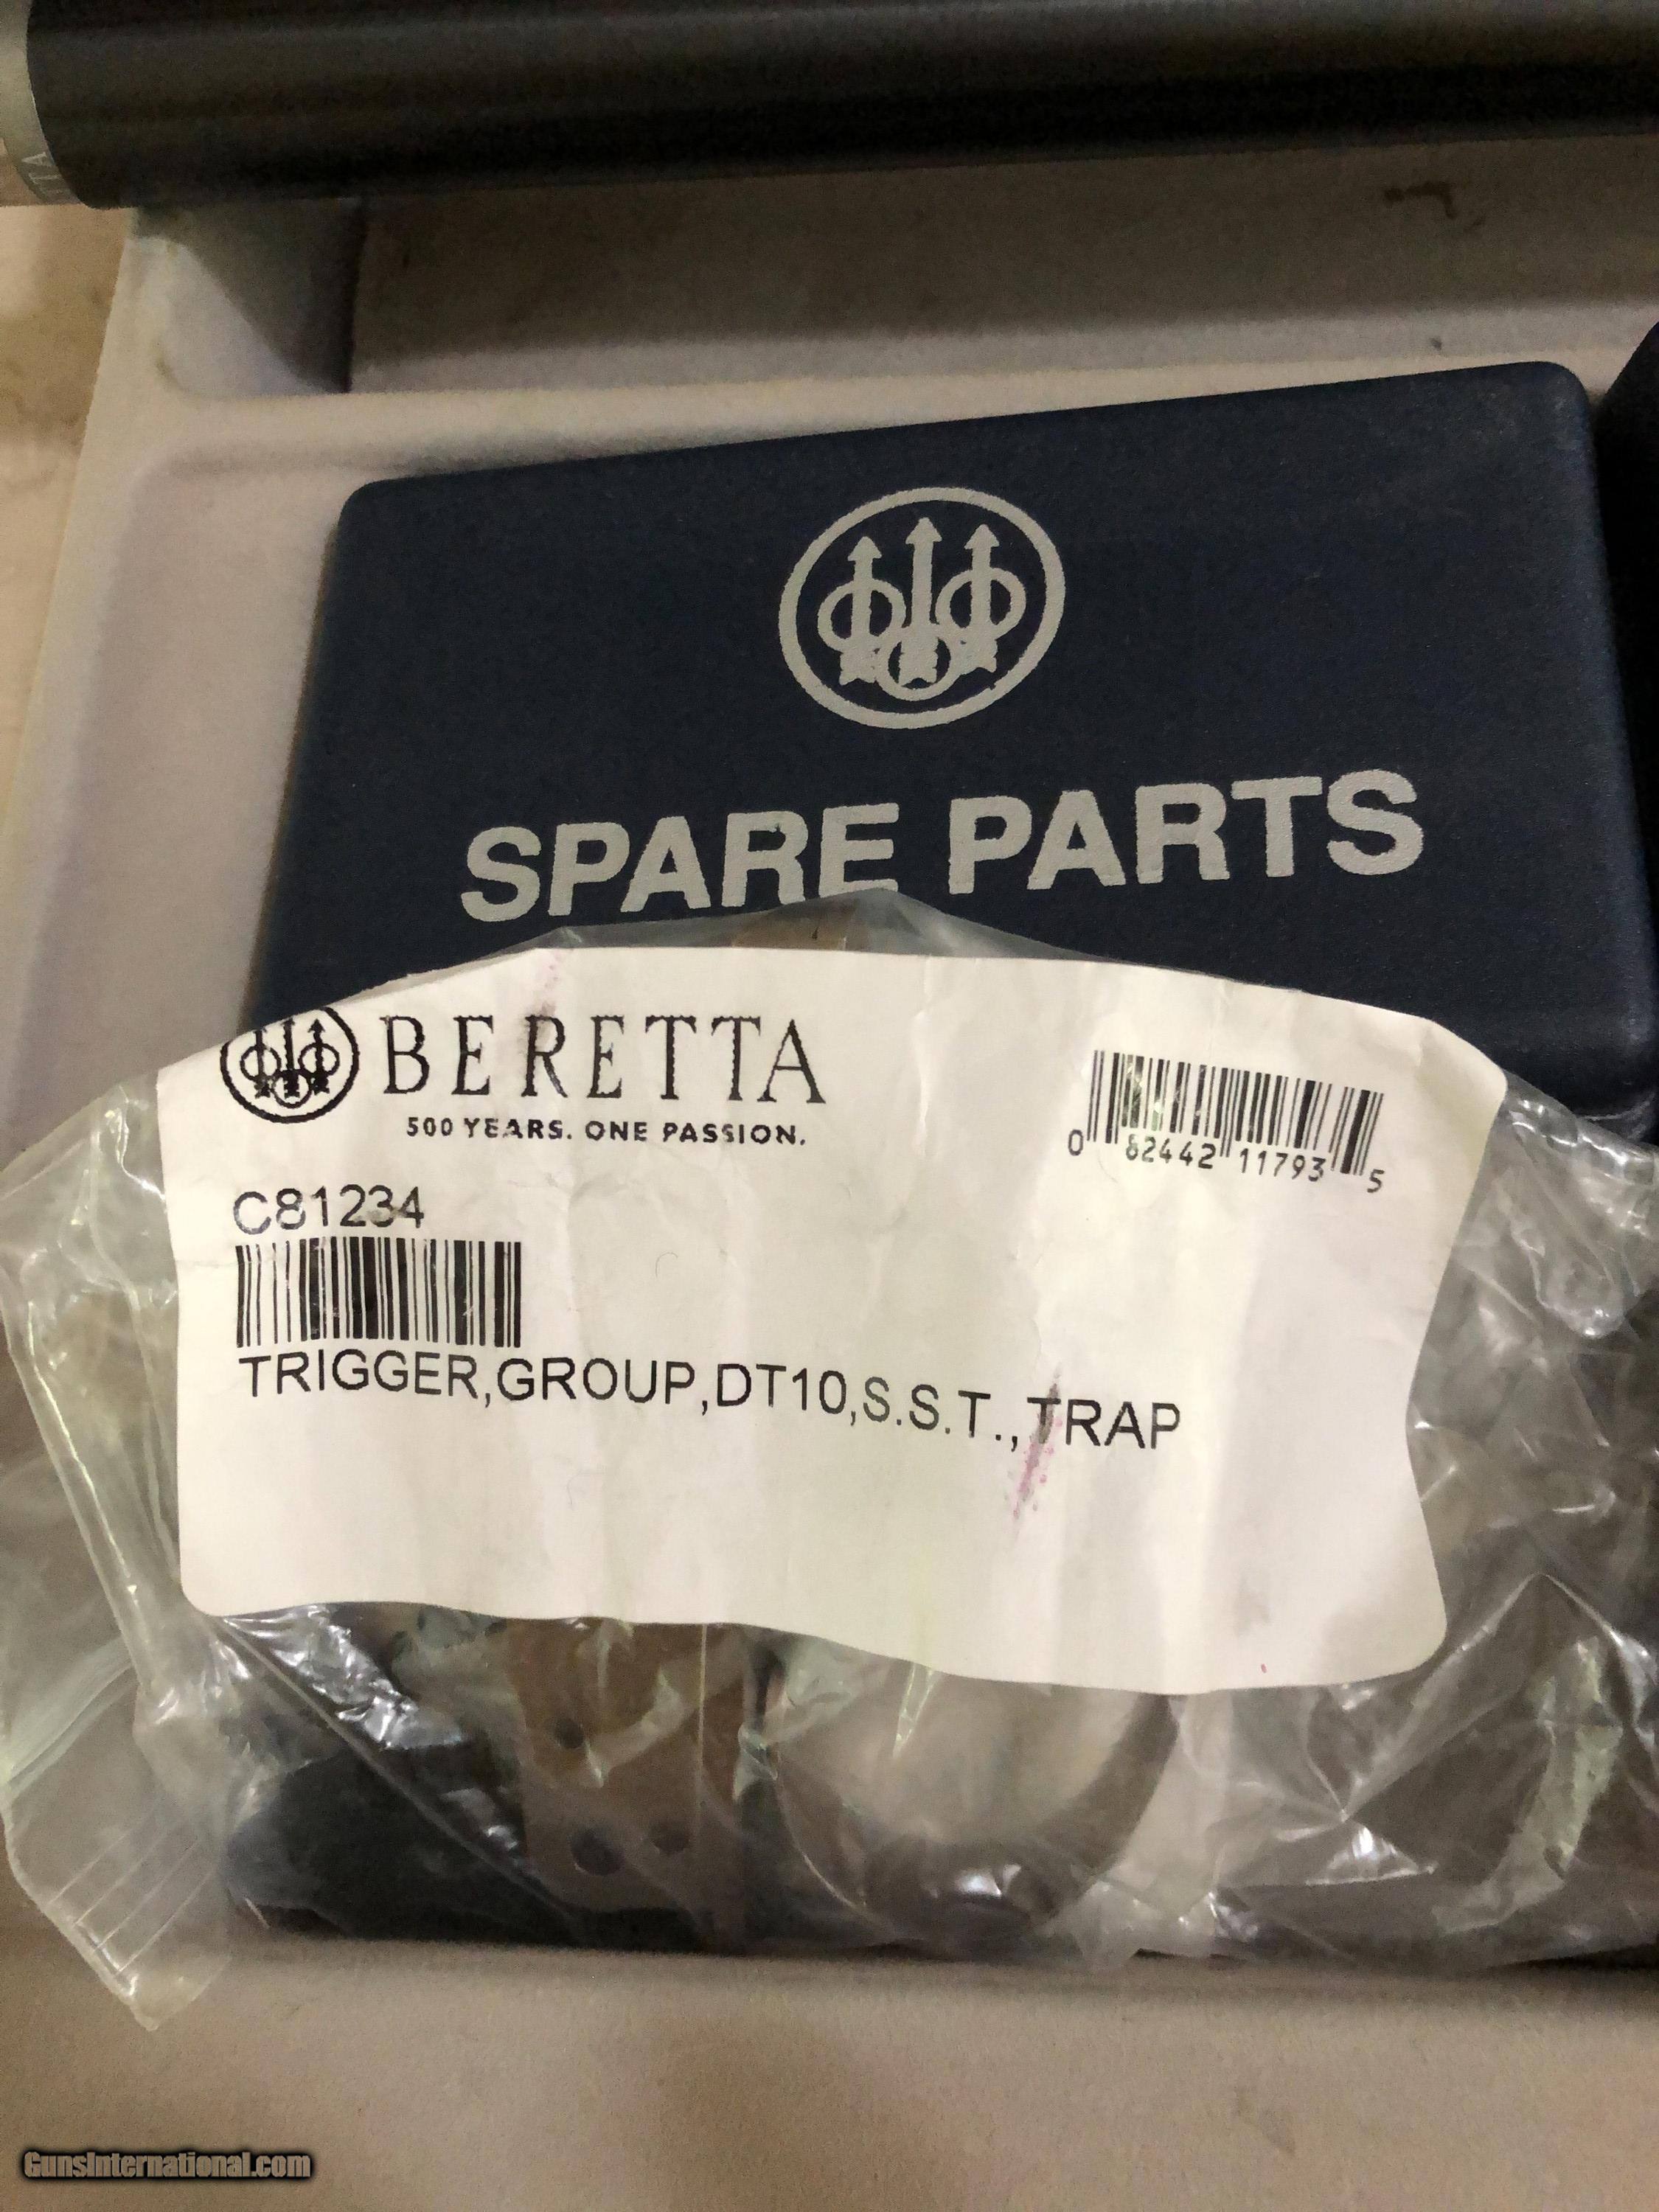 SPARE PARTS
BERETTA
500 YEARS. ONE PASSION.
0 82442 11793 5
C81234
TRIGGER,GROUP,DT10,S.S.T.,TRAP
GunsInternational.com